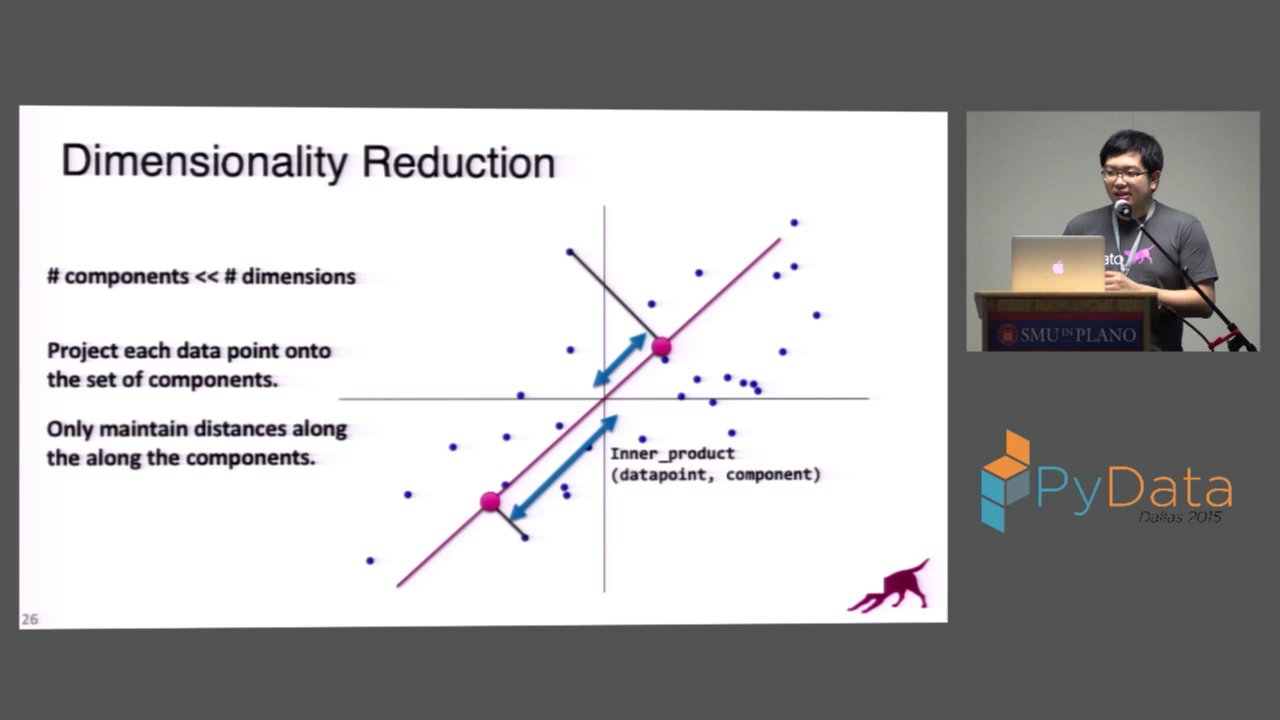 Dimensionality Reduction
# components << # dimensions
Project each data point onto
the set of components.
Only maintain distances along
the along the components.
Inner_product
(datapoint, component)
26
ato
SMU IN PLANO
PyData
Dallas 2015